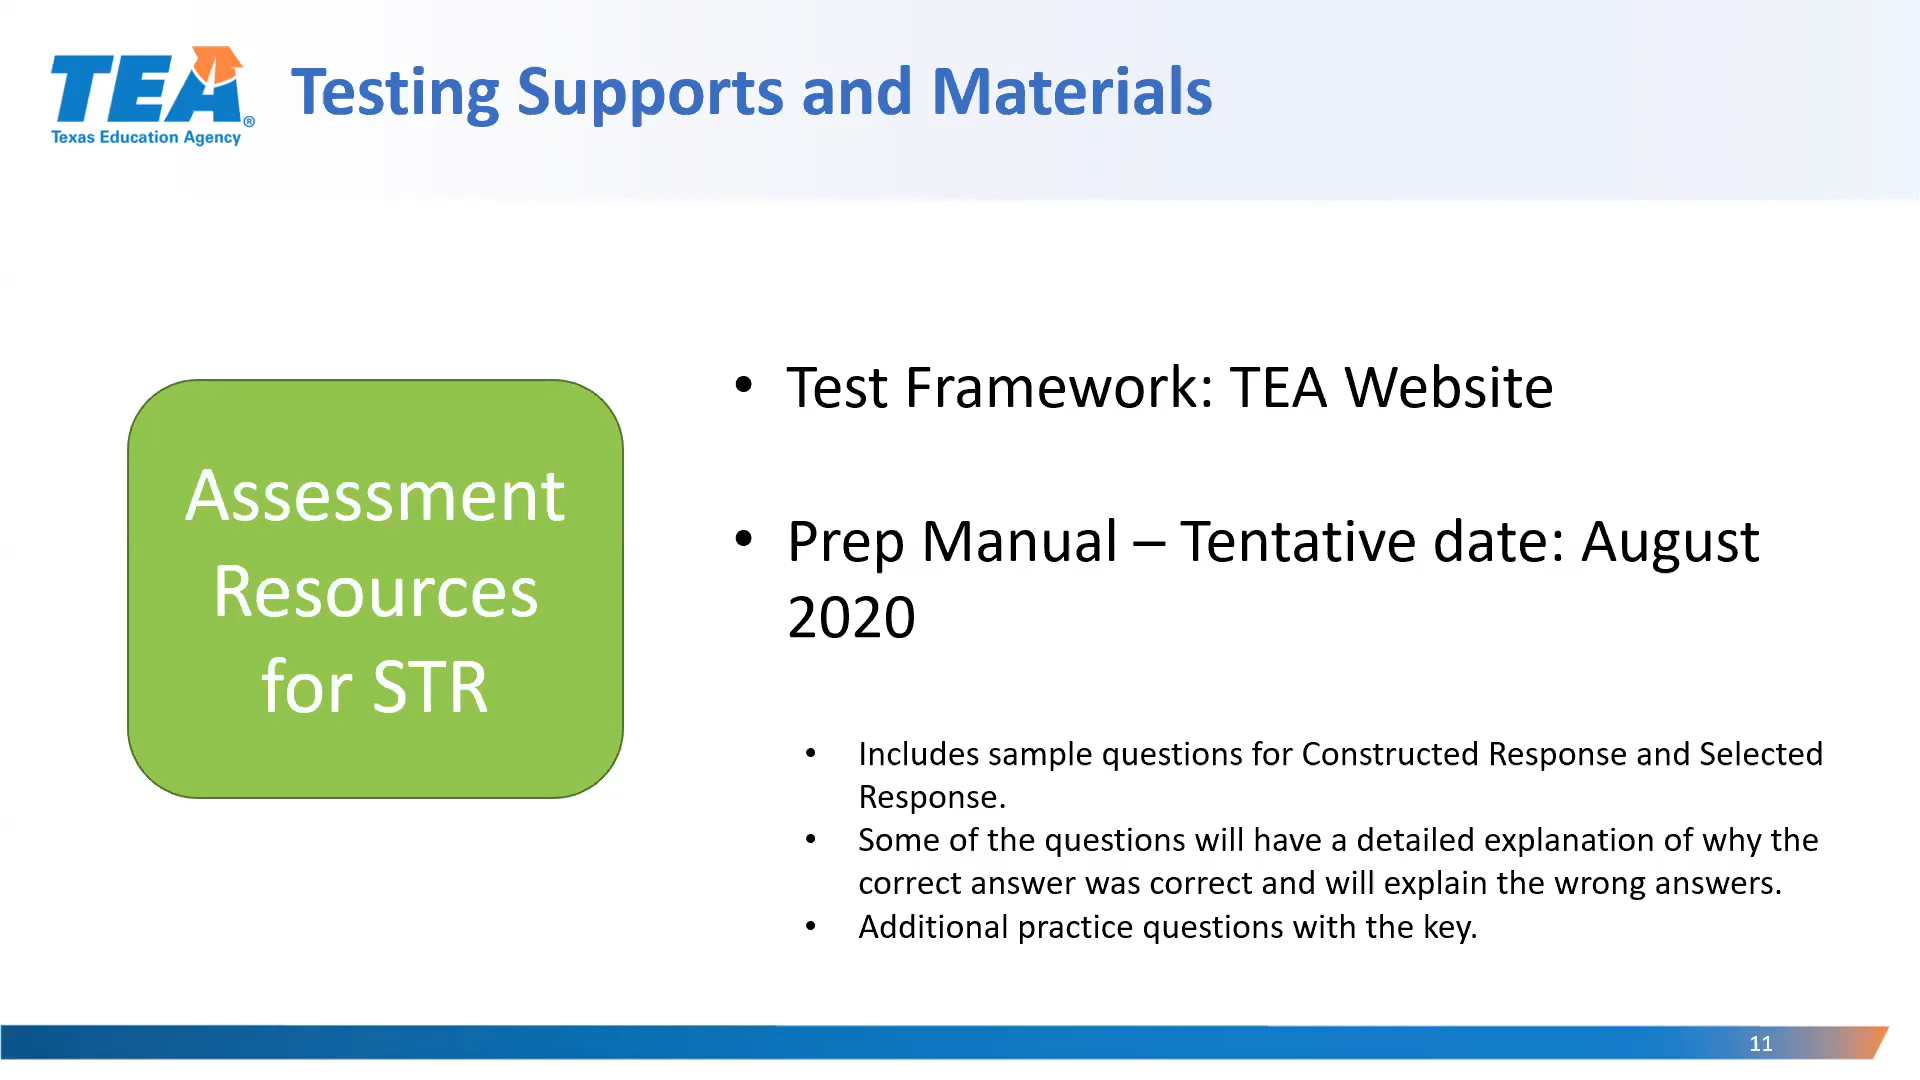 TEA®
Texas Education Agency
Testing Supports and Materials
Assessment
Resources
for STR
• Test Framework: TEA Website
• Prep Manual – Tentative date: August
2020
• Includes sample questions for Constructed Response and Selected
Response.
• Some of the questions will have a detailed explanation of why the
correct answer was correct and will explain the wrong answers.
• Additional practice questions with the key.
11